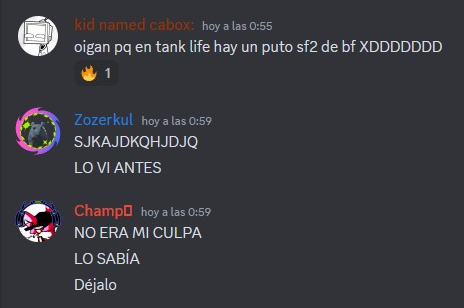 kid named cabox: hoy a las 0:55
oigan pq en tank life hay un puto sf2 de bf XDDDDDDD
🔥 1
Zozerkul hoy a las 0:59
SJKAJDKQHJDJQ
LO VI ANTES
Champ▯ hoy a las 0:59
NO ERA MI CULPA
LO SABÍA
Déjalo